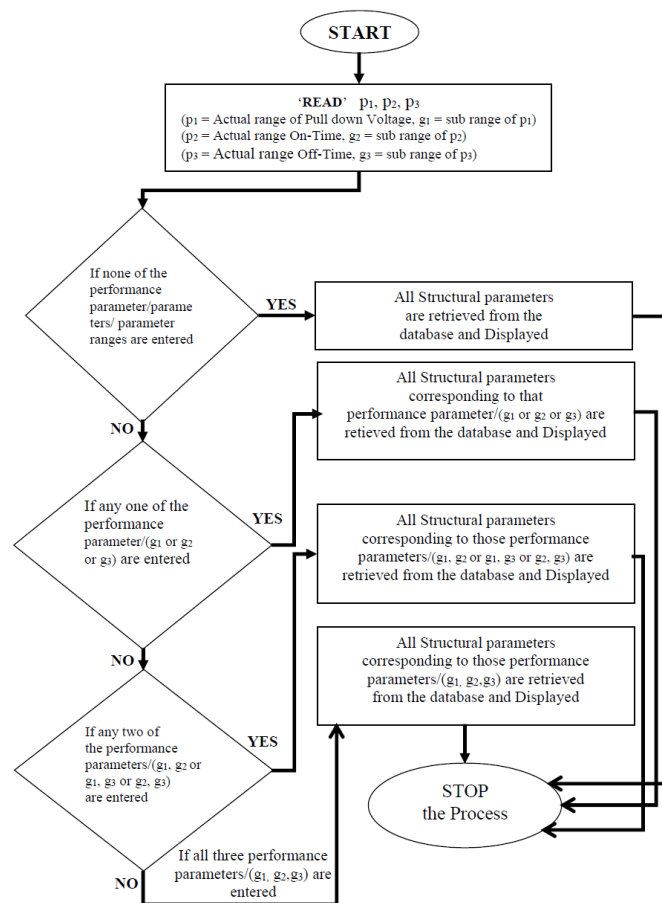 START
‘READ’ p₁, p₂, p₃
(p₁ = Actual range of Pull down Voltage, g₁ = sub range of p₁)
(p₂ = Actual range On-Time, g₂ = sub range of p₂)
(p₃ = Actual range Off-Time, g₃ = sub range of p₃)
If none of the
performance
parameter/parame
ters/ parameter
ranges are entered
YES
All Structural parameters
are retrieved from the
database and Displayed
NO
All Structural parameters
corresponding to that
performance parameter/(g₁ or g₂ or g₃) are
retieved from the database and Displayed
If any one of the
performance
parameter/(g₁ or g₂
or g₃) are entered
YES
All Structural parameters
corresponding to those performance
parameters/(g₁, g₂ or g₁, g₃ or g₂, g₃) are
retrieved from the database and Displayed
NO
All Structural parameters
corresponding to those performance
parameters/(g₁, g₂,g₃) are retrieved
from the database and Displayed
If any two of
the performance
parameters/(g₁, g₂ or
g₁, g₃ or g₂, g₃)
are entered
YES
STOP
the Process
NO
If all three performance
parameters/(g₁, g₂,g₃) are
entered